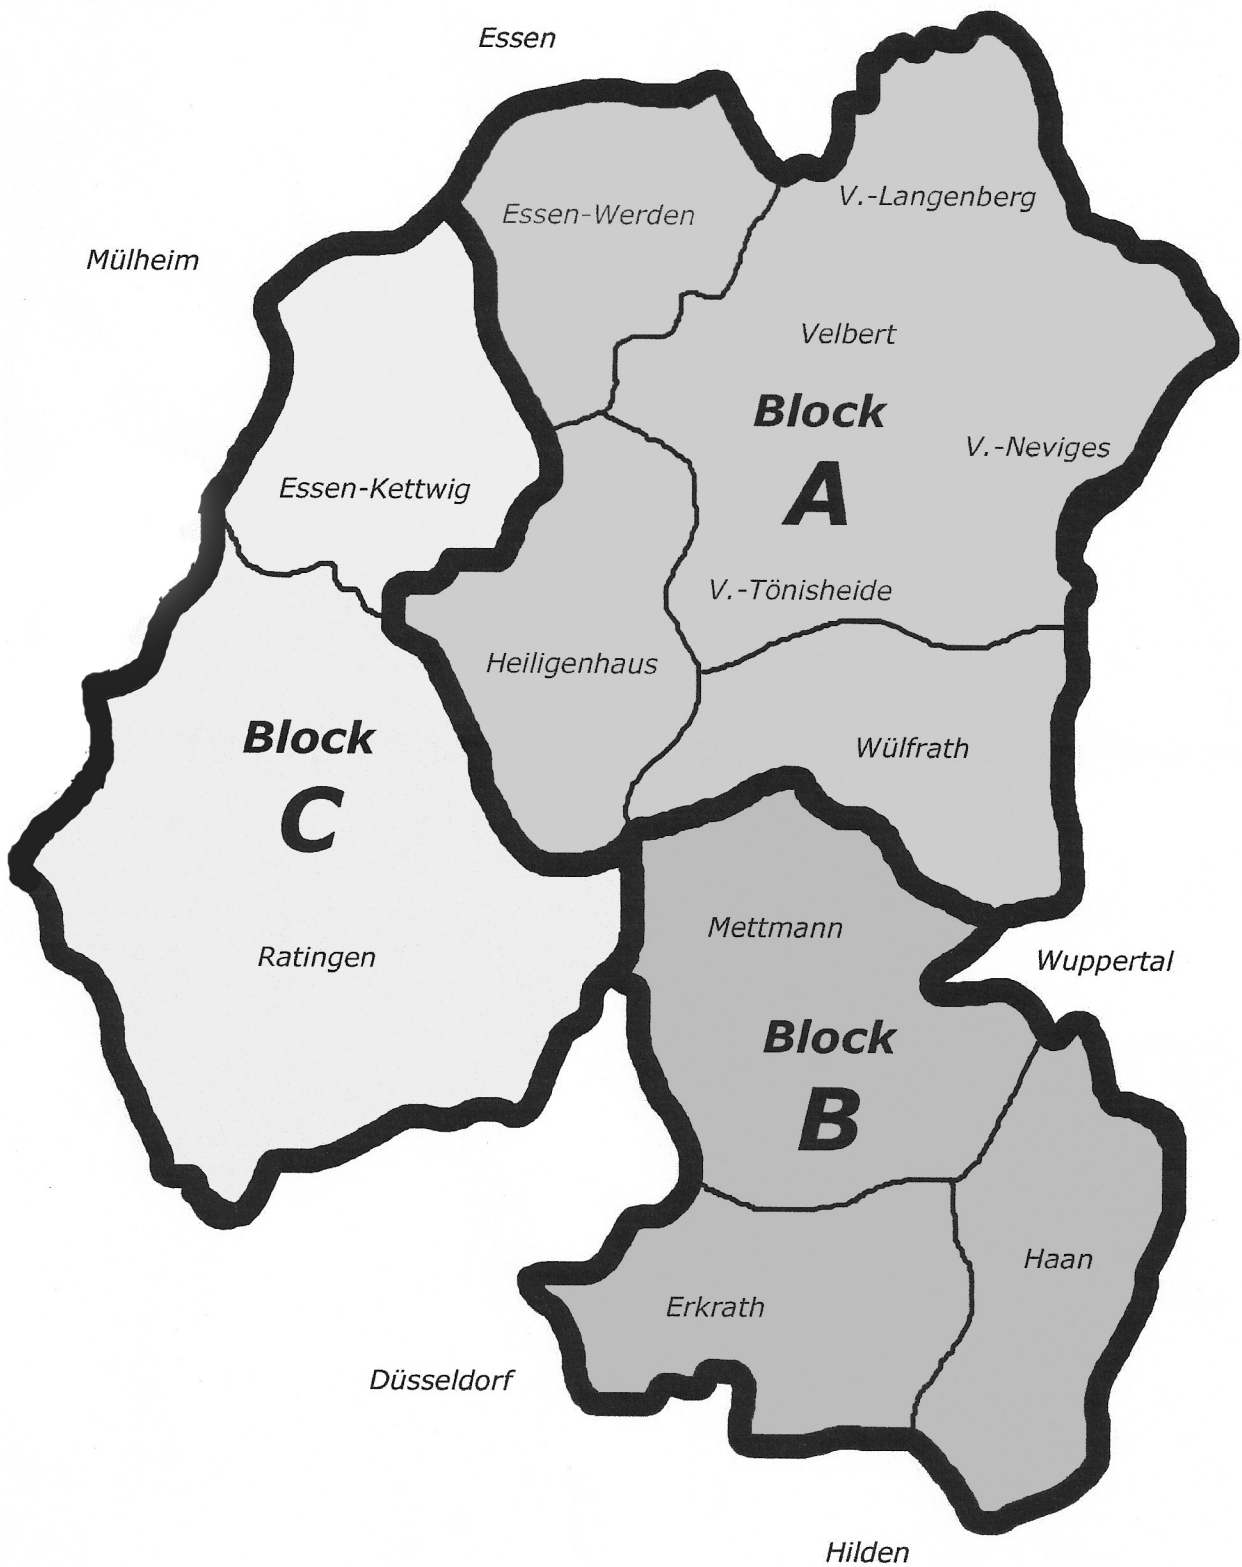 Essen
V.-Langenberg
Essen-Werden
Mülheim
Velbert
Block
A
V.-Neviges
Essen-Kettwig
V.-Tönisheide
Heiligenhaus
Block
C
Wülfrath
Mettmann
Ratingen
Wuppertal
Block
B
Haan
Erkrath
Düsseldorf
Hilden